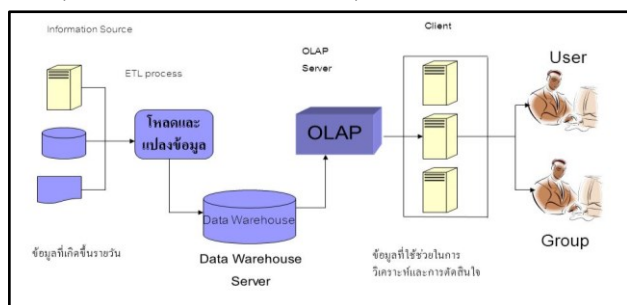 Information Source
ETL process
OLAP
Server
Client
User
โหลดและ
แปลงข้อมูล
OLAP
Data Warehouse
Group
ข้อมูลที่เกิดขึ้นรายวัน
Data Warehouse
Server
ข้อมูลที่ใช้ช่วยในการ
วิเคราะห์และการตัดสินใจ